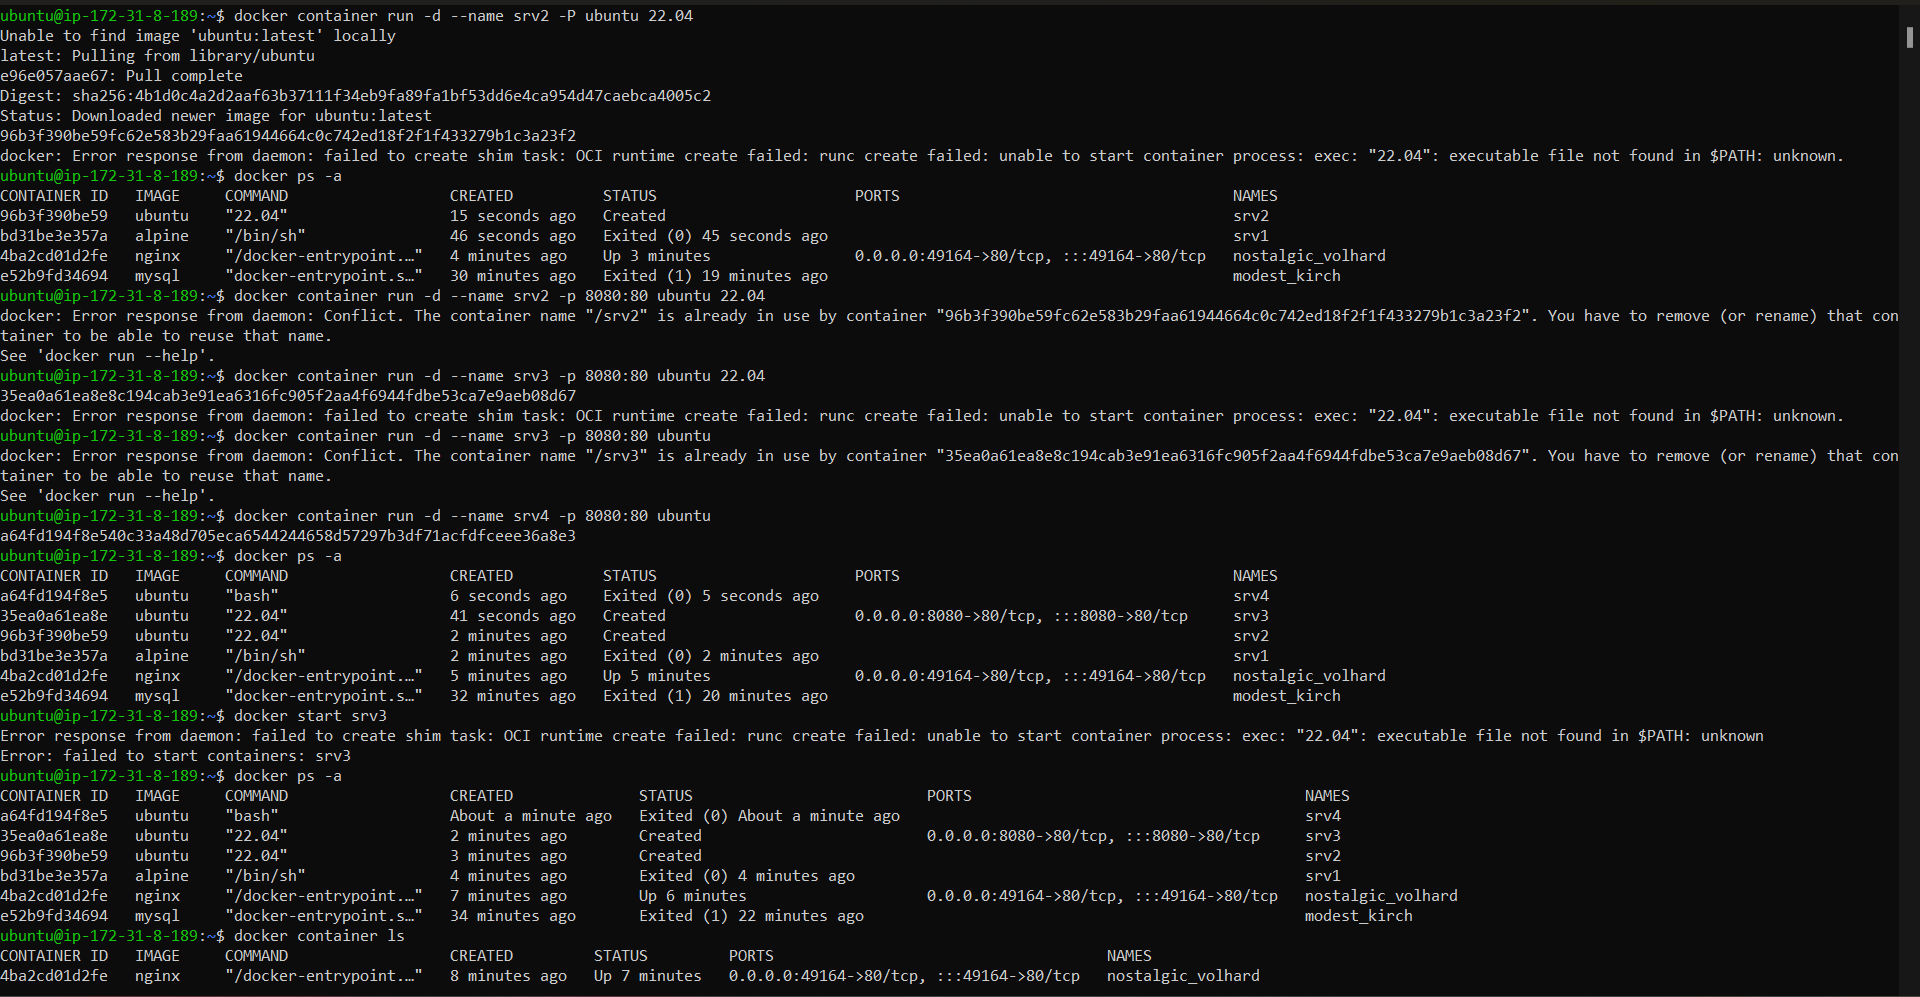 ubuntu@ip-172-31-8-189:~$ docker container run -d --name srv2 -P ubuntu 22.04
Unable to find image 'ubuntu:latest' locally
latest: Pulling from library/ubuntu
e96e057aae67: Pull complete
Digest: sha256:4b1d0c4a2d2aaf63b37111f34eb9fa89fa1bf53dd6e4ca954d47caebca4005c2
Status: Downloaded newer image for ubuntu:latest
96b3f390be59fc62e583b29faa61944664c0c742ed18f2f1f433279b1c3a23f2
docker: Error response from daemon: failed to create shim task: OCI runtime create failed: runc create failed: unable to start container process: exec: "22.04": executable file not found in $PATH: unknown.
ubuntu@ip-172-31-8-189:~$ docker ps -a
CONTAINER ID   IMAGE     COMMAND                  CREATED          STATUS                      PORTS                                     NAMES
96b3f390be59   ubuntu    "22.04"                  15 seconds ago   Created                                                               srv2
bd31be3e357a   alpine    "/bin/sh"                46 seconds ago   Exited (0) 45 seconds ago                                             srv1
4ba2cd01d2fe   nginx     "/docker-entrypoint.…"   4 minutes ago    Up 3 minutes                0.0.0.0:49164->80/tcp, :::49164->80/tcp   nostalgic_volhard
e52b9fd34694   mysql     "docker-entrypoint.s…"   30 minutes ago   Exited (1) 19 minutes ago                                             modest_kirch
ubuntu@ip-172-31-8-189:~$ docker container run -d --name srv2 -p 8080:80 ubuntu 22.04
docker: Error response from daemon: Conflict. The container name "/srv2" is already in use by container "96b3f390be59fc62e583b29faa61944664c0c742ed18f2f1f433279b1c3a23f2". You have to remove (or rename) that con
tainer to be able to reuse that name.
See 'docker run --help'.
ubuntu@ip-172-31-8-189:~$ docker container run -d --name srv3 -p 8080:80 ubuntu 22.04
35ea0a61ea8e8c194cab3e91ea6316fc905f2aa4f6944fdbe53ca7e9aeb08d67
docker: Error response from daemon: failed to create shim task: OCI runtime create failed: runc create failed: unable to start container process: exec: "22.04": executable file not found in $PATH: unknown.
ubuntu@ip-172-31-8-189:~$ docker container run -d --name srv3 -p 8080:80 ubuntu
docker: Error response from daemon: Conflict. The container name "/srv3" is already in use by container "35ea0a61ea8e8c194cab3e91ea6316fc905f2aa4f6944fdbe53ca7e9aeb08d67". You have to remove (or rename) that con
tainer to be able to reuse that name.
See 'docker run --help'.
ubuntu@ip-172-31-8-189:~$ docker container run -d --name srv4 -p 8080:80 ubuntu
a64fd194f8e540c33a48d705eca6544244658d57297b3df71acfdfceee36a8e3
ubuntu@ip-172-31-8-189:~$ docker ps -a
CONTAINER ID   IMAGE     COMMAND                  CREATED          STATUS                      PORTS                                     NAMES
a64fd194f8e5   ubuntu    "bash"                   6 seconds ago    Exited (0) 5 seconds ago                                              srv4
35ea0a61ea8e   ubuntu    "22.04"                  41 seconds ago   Created                     0.0.0.0:8080->80/tcp, :::8080->80/tcp     srv3
96b3f390be59   ubuntu    "22.04"                  2 minutes ago    Created                                                               srv2
bd31be3e357a   alpine    "/bin/sh"                2 minutes ago    Exited (0) 2 minutes ago                                              srv1
4ba2cd01d2fe   nginx     "/docker-entrypoint.…"   5 minutes ago    Up 5 minutes                0.0.0.0:49164->80/tcp, :::49164->80/tcp   nostalgic_volhard
e52b9fd34694   mysql     "docker-entrypoint.s…"   32 minutes ago   Exited (1) 20 minutes ago                                             modest_kirch
ubuntu@ip-172-31-8-189:~$ docker start srv3
Error response from daemon: failed to create shim task: OCI runtime create failed: runc create failed: unable to start container process: exec: "22.04": executable file not found in $PATH: unknown
Error: failed to start containers: srv3
ubuntu@ip-172-31-8-189:~$ docker ps -a
CONTAINER ID   IMAGE     COMMAND                  CREATED              STATUS                          PORTS                                     NAMES
a64fd194f8e5   ubuntu    "bash"                   About a minute ago   Exited (0) About a minute ago                                             srv4
35ea0a61ea8e   ubuntu    "22.04"                  2 minutes ago        Created                         0.0.0.0:8080->80/tcp, :::8080->80/tcp     srv3
96b3f390be59   ubuntu    "22.04"                  3 minutes ago        Created                                                                   srv2
bd31be3e357a   alpine    "/bin/sh"                4 minutes ago        Exited (0) 4 minutes ago                                                  srv1
4ba2cd01d2fe   nginx     "/docker-entrypoint.…"   7 minutes ago        Up 6 minutes                    0.0.0.0:49164->80/tcp, :::49164->80/tcp   nostalgic_volhard
e52b9fd34694   mysql     "docker-entrypoint.s…"   34 minutes ago       Exited (1) 22 minutes ago                                                 modest_kirch
ubuntu@ip-172-31-8-189:~$ docker container ls
CONTAINER ID   IMAGE     COMMAND                  CREATED         STATUS         PORTS                                     NAMES
4ba2cd01d2fe   nginx     "/docker-entrypoint.…"   8 minutes ago   Up 7 minutes   0.0.0.0:49164->80/tcp, :::49164->80/tcp   nostalgic_volhard